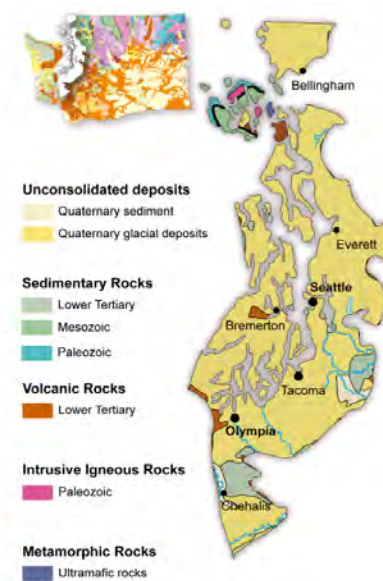 Bellingham
Unconsolidated deposits
Quaternary sediment
Quaternary glacial deposits
Everett
Sedimentary Rocks
Lower Tertiary
Seattle
Mesozoic
Bremerton
Paleozoic
Volcanic Rocks
Tacoma
Lower Tertiary
Olympia
Intrusive Igneous Rocks
Paleozoic
Chehalis
Metamorphic Rocks
Ultramafic rocks